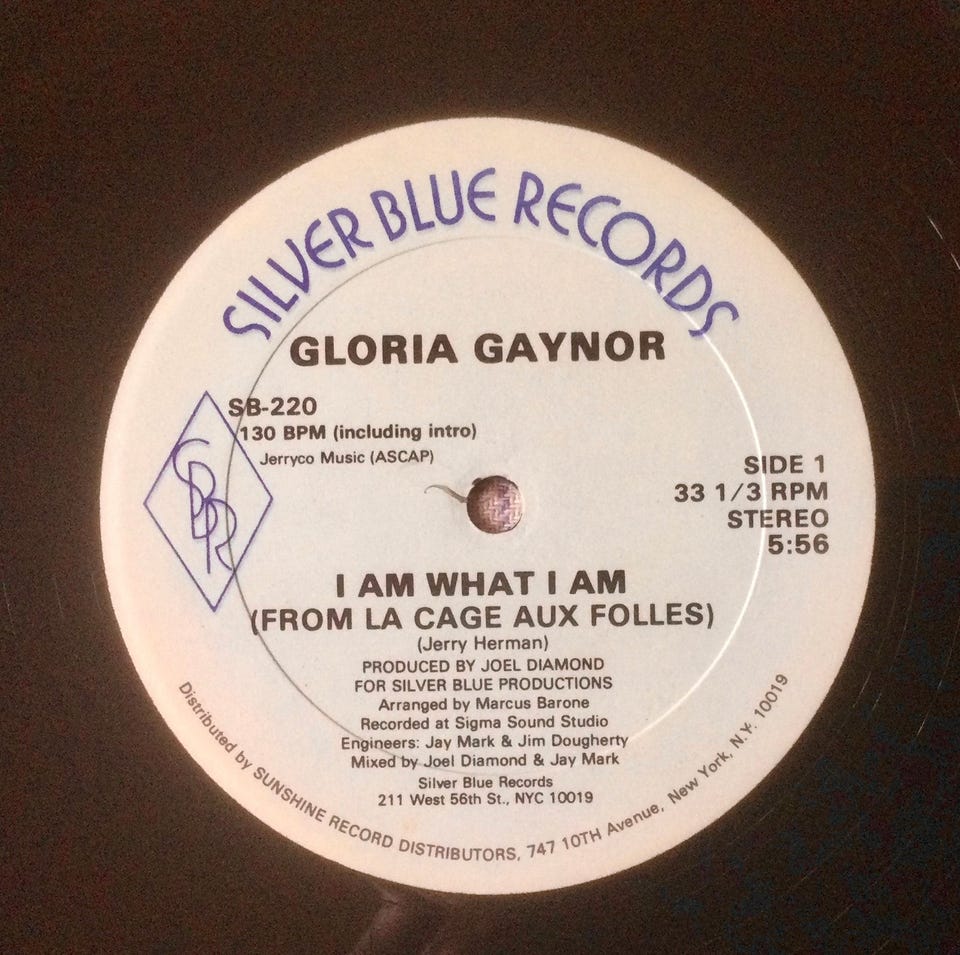 SILVER BLUE RECORDS
GLORIA GAYNOR
SB-220
130 BPM (including intro)
Jerryco Music (ASCAP)
SBR
SIDE 1
33 1/3 RPM
STEREO
5:56
I AM WHAT I AM
(FROM LA CAGE AUX FOLLES)
(Jerry Herman)
PRODUCED BY JOEL DIAMOND
FOR SILVER BLUE PRODUCTIONS
Arranged by Marcus Barone
Recorded at Sigma Sound Studio
Engineers: Jay Mark & Jim Dougherty
Mixed by Joel Diamond & Jay Mark
Silver Blue Records
211 West 56th St., NYC 10019
Distributed by SUNSHINE RECORD DISTRIBUTORS, 747 10TH Avenue, New York, N.Y. 10019